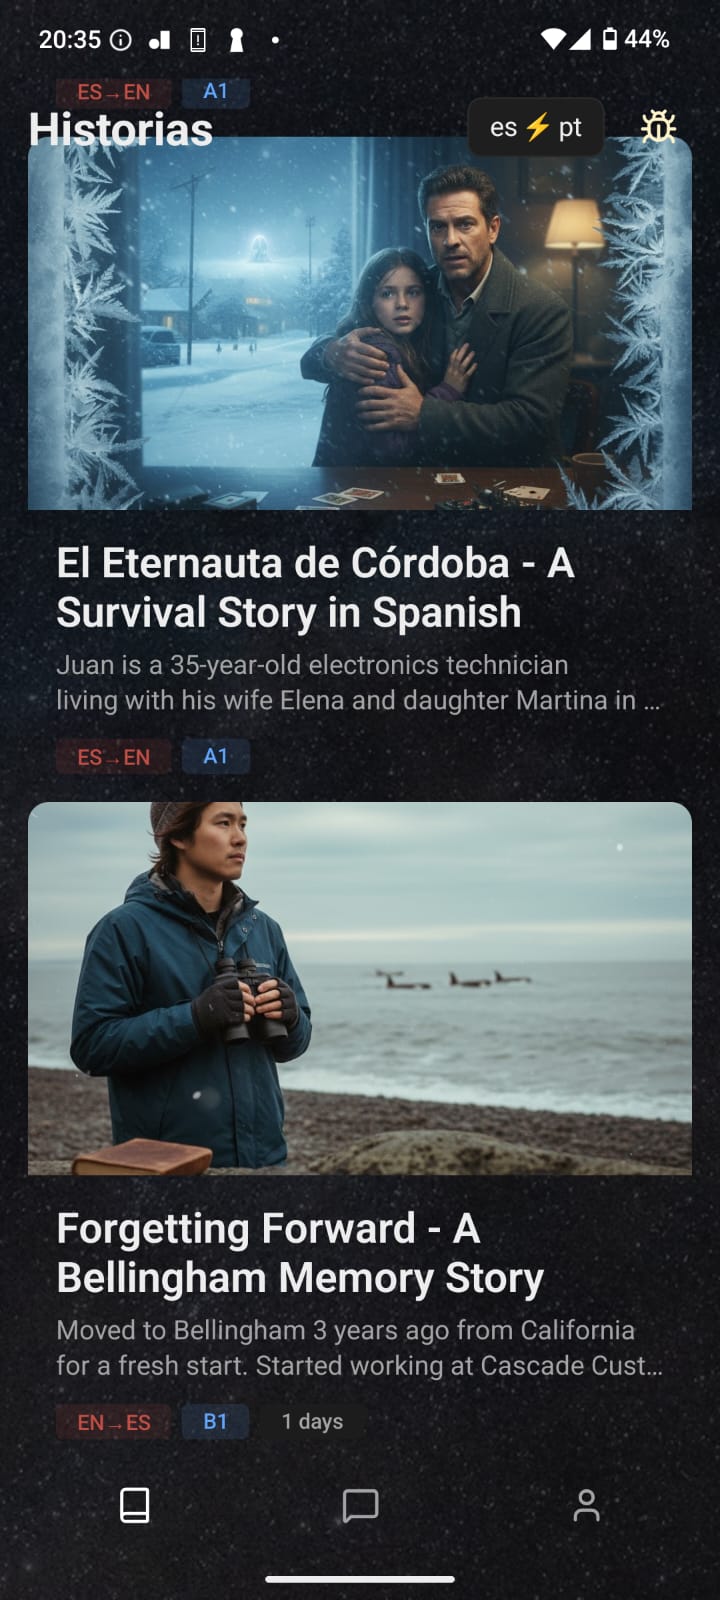 20:35
44%
ES→EN A1
Historias
es ⚡ pt
El Eternauta de Córdoba - A
Survival Story in Spanish
Juan is a 35-year-old electronics technician
living with his wife Elena and daughter Martina in ...
ES→EN A1
Forgetting Forward - A
Bellingham Memory Story
Moved to Bellingham 3 years ago from California
for a fresh start. Started working at Cascade Cust...
EN→ES B1 1 days